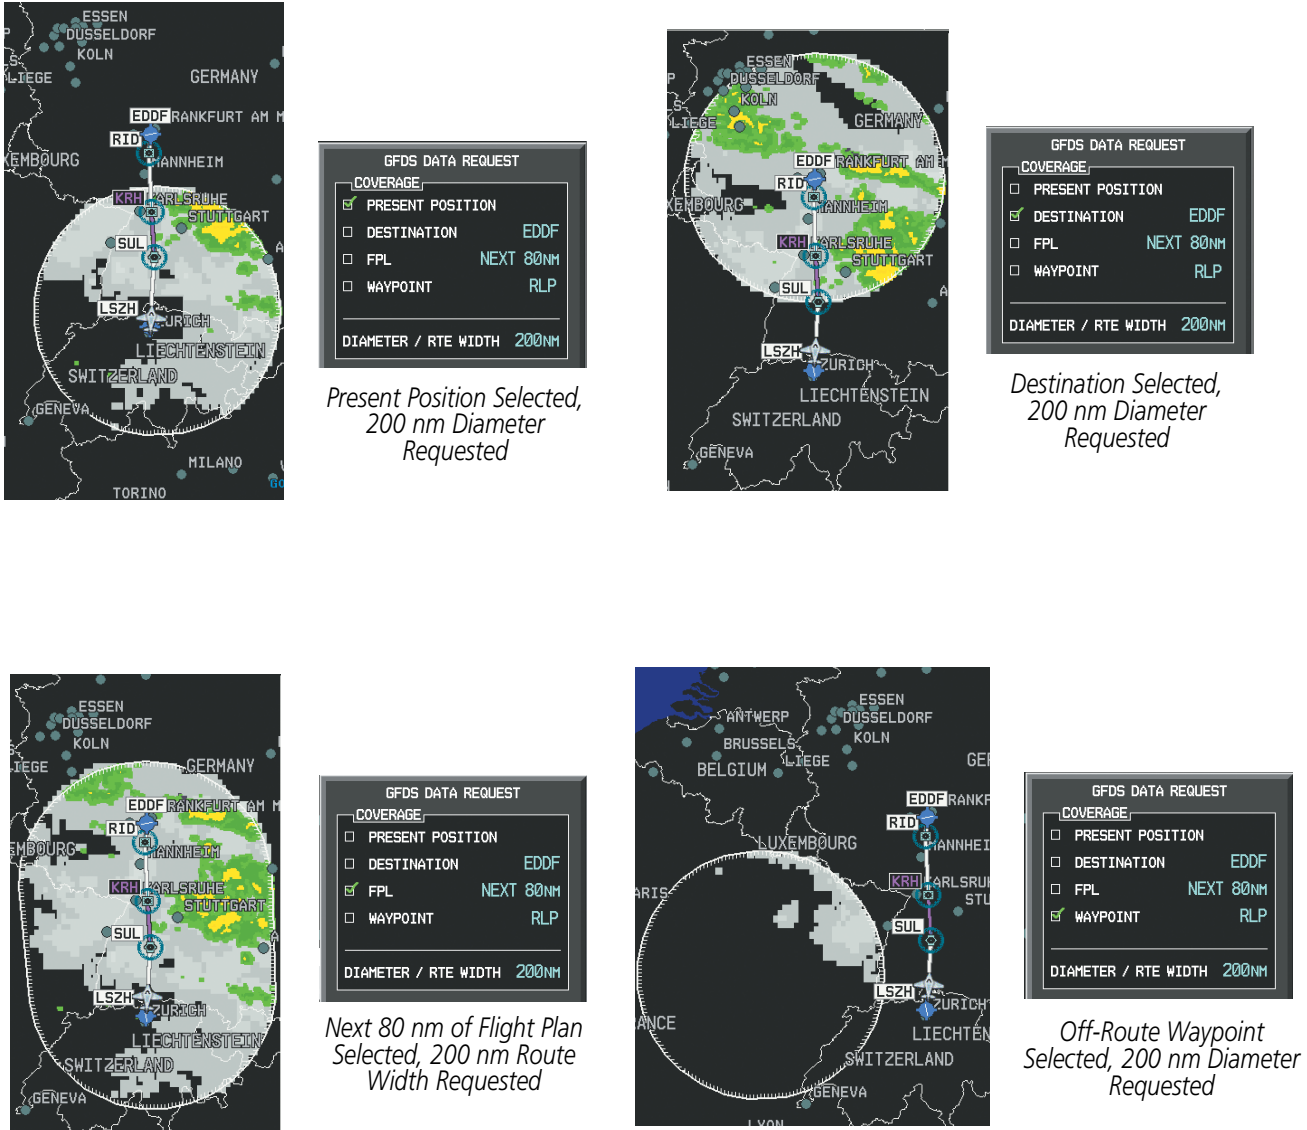 ESSEN
DUSSELDORF
KOLN
LIEGE
GERMANY
EDDF RANKFURT AM M
RID
XEMBOURG
MANNHEIM
KRH ARLSRUHE
STUTTGART
SUL
LSZH
ZURICH
LIECHTENSTEIN
SWITZERLAND
GENEVA
MILANO
TORINO
GFDS DATA REQUEST
COVERAGE
PRESENT POSITION
DESTINATION EDDF
FPL NEXT 80NM
WAYPOINT RLP
DIAMETER / RTE WIDTH 200NM
Present Position Selected,
200 nm Diameter
Requested
ESSEN
DUSSELDORF
KOLN
LIEGE
GERMANY
EDDF RANKFURT AM M
RID
XEMBOURG
MANNHEIM
KRH ARLSRUHE
STUTTGART
SUL
LSZH
ZURICH
LIECHTENSTEIN
SWITZERLAND
GENEVA
GFDS DATA REQUEST
COVERAGE
PRESENT POSITION
DESTINATION EDDF
FPL NEXT 80NM
WAYPOINT RLP
DIAMETER / RTE WIDTH 200NM
Destination Selected,
200 nm Diameter
Requested
ESSEN
DUSSELDORF
KOLN
IEGE
GERMANY
EDDF RANKFURT AM M
RID
EMBOURG
MANNHEIM
KRH ARLSRUHE
STUTTGART
SUL
LSZH
ZURICH
LIECHTENSTEIN
SWITZERLAND
GENEVA
GFDS DATA REQUEST
COVERAGE
PRESENT POSITION
DESTINATION EDDF
FPL NEXT 80NM
WAYPOINT RLP
DIAMETER / RTE WIDTH 200NM
Next 80 nm of Flight Plan
Selected, 200 nm Route
Width Requested
ESSEN
ANTWERP
DUSSELDORF
BRUSSELS
KOLN
LIEGE
BELGIUM
GER
EDDF RANKF
RID
LUXEMBOURG
ANNHEI
KRH ARLSRUH
ARIS
STU
SUL
LSZH
ZURICH
ANCE
LIECHTEN
SWITZERLAND
GENEVA
LYON
GFDS DATA REQUEST
COVERAGE
PRESENT POSITION
DESTINATION EDDF
FPL NEXT 80NM
WAYPOINT RLP
DIAMETER / RTE WIDTH 200NM
Off-Route Waypoint
Selected, 200 nm Diameter
Requested